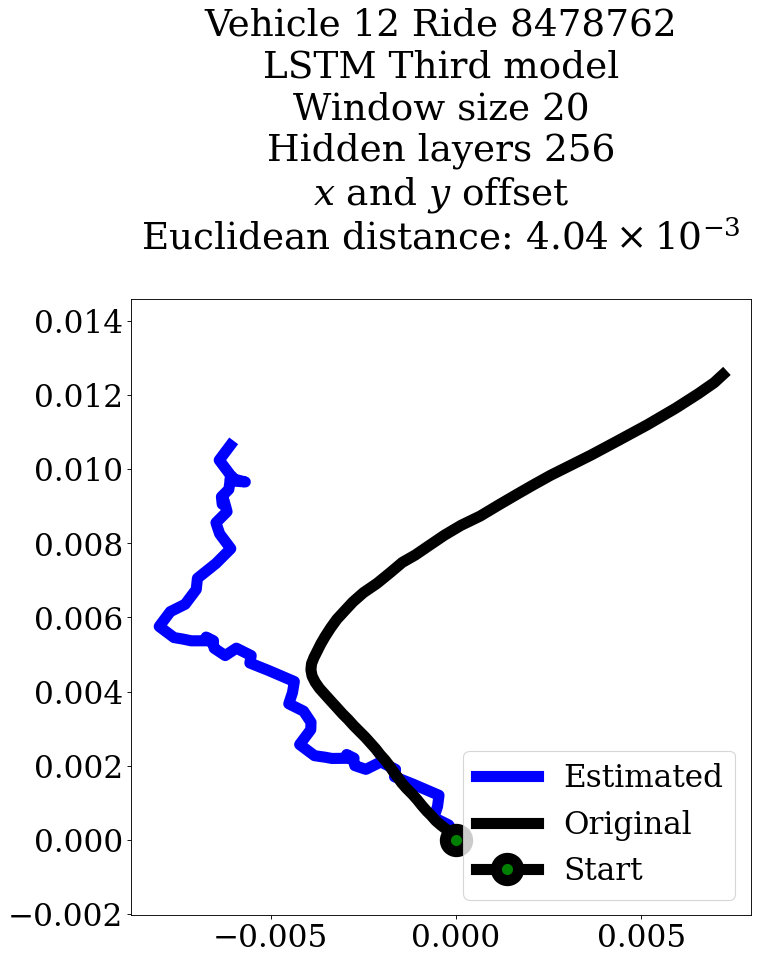 Vehicle 12 Ride 8478762
LSTM Third model
Window size 20
Hidden layers 256
x and y offset
Euclidean distance: 4.04 × 10⁻³
0.014
0.012
0.010
0.008
0.006
0.004
0.002
0.000
−0.002
Estimated
Original
Start
−0.005
0.000
0.005